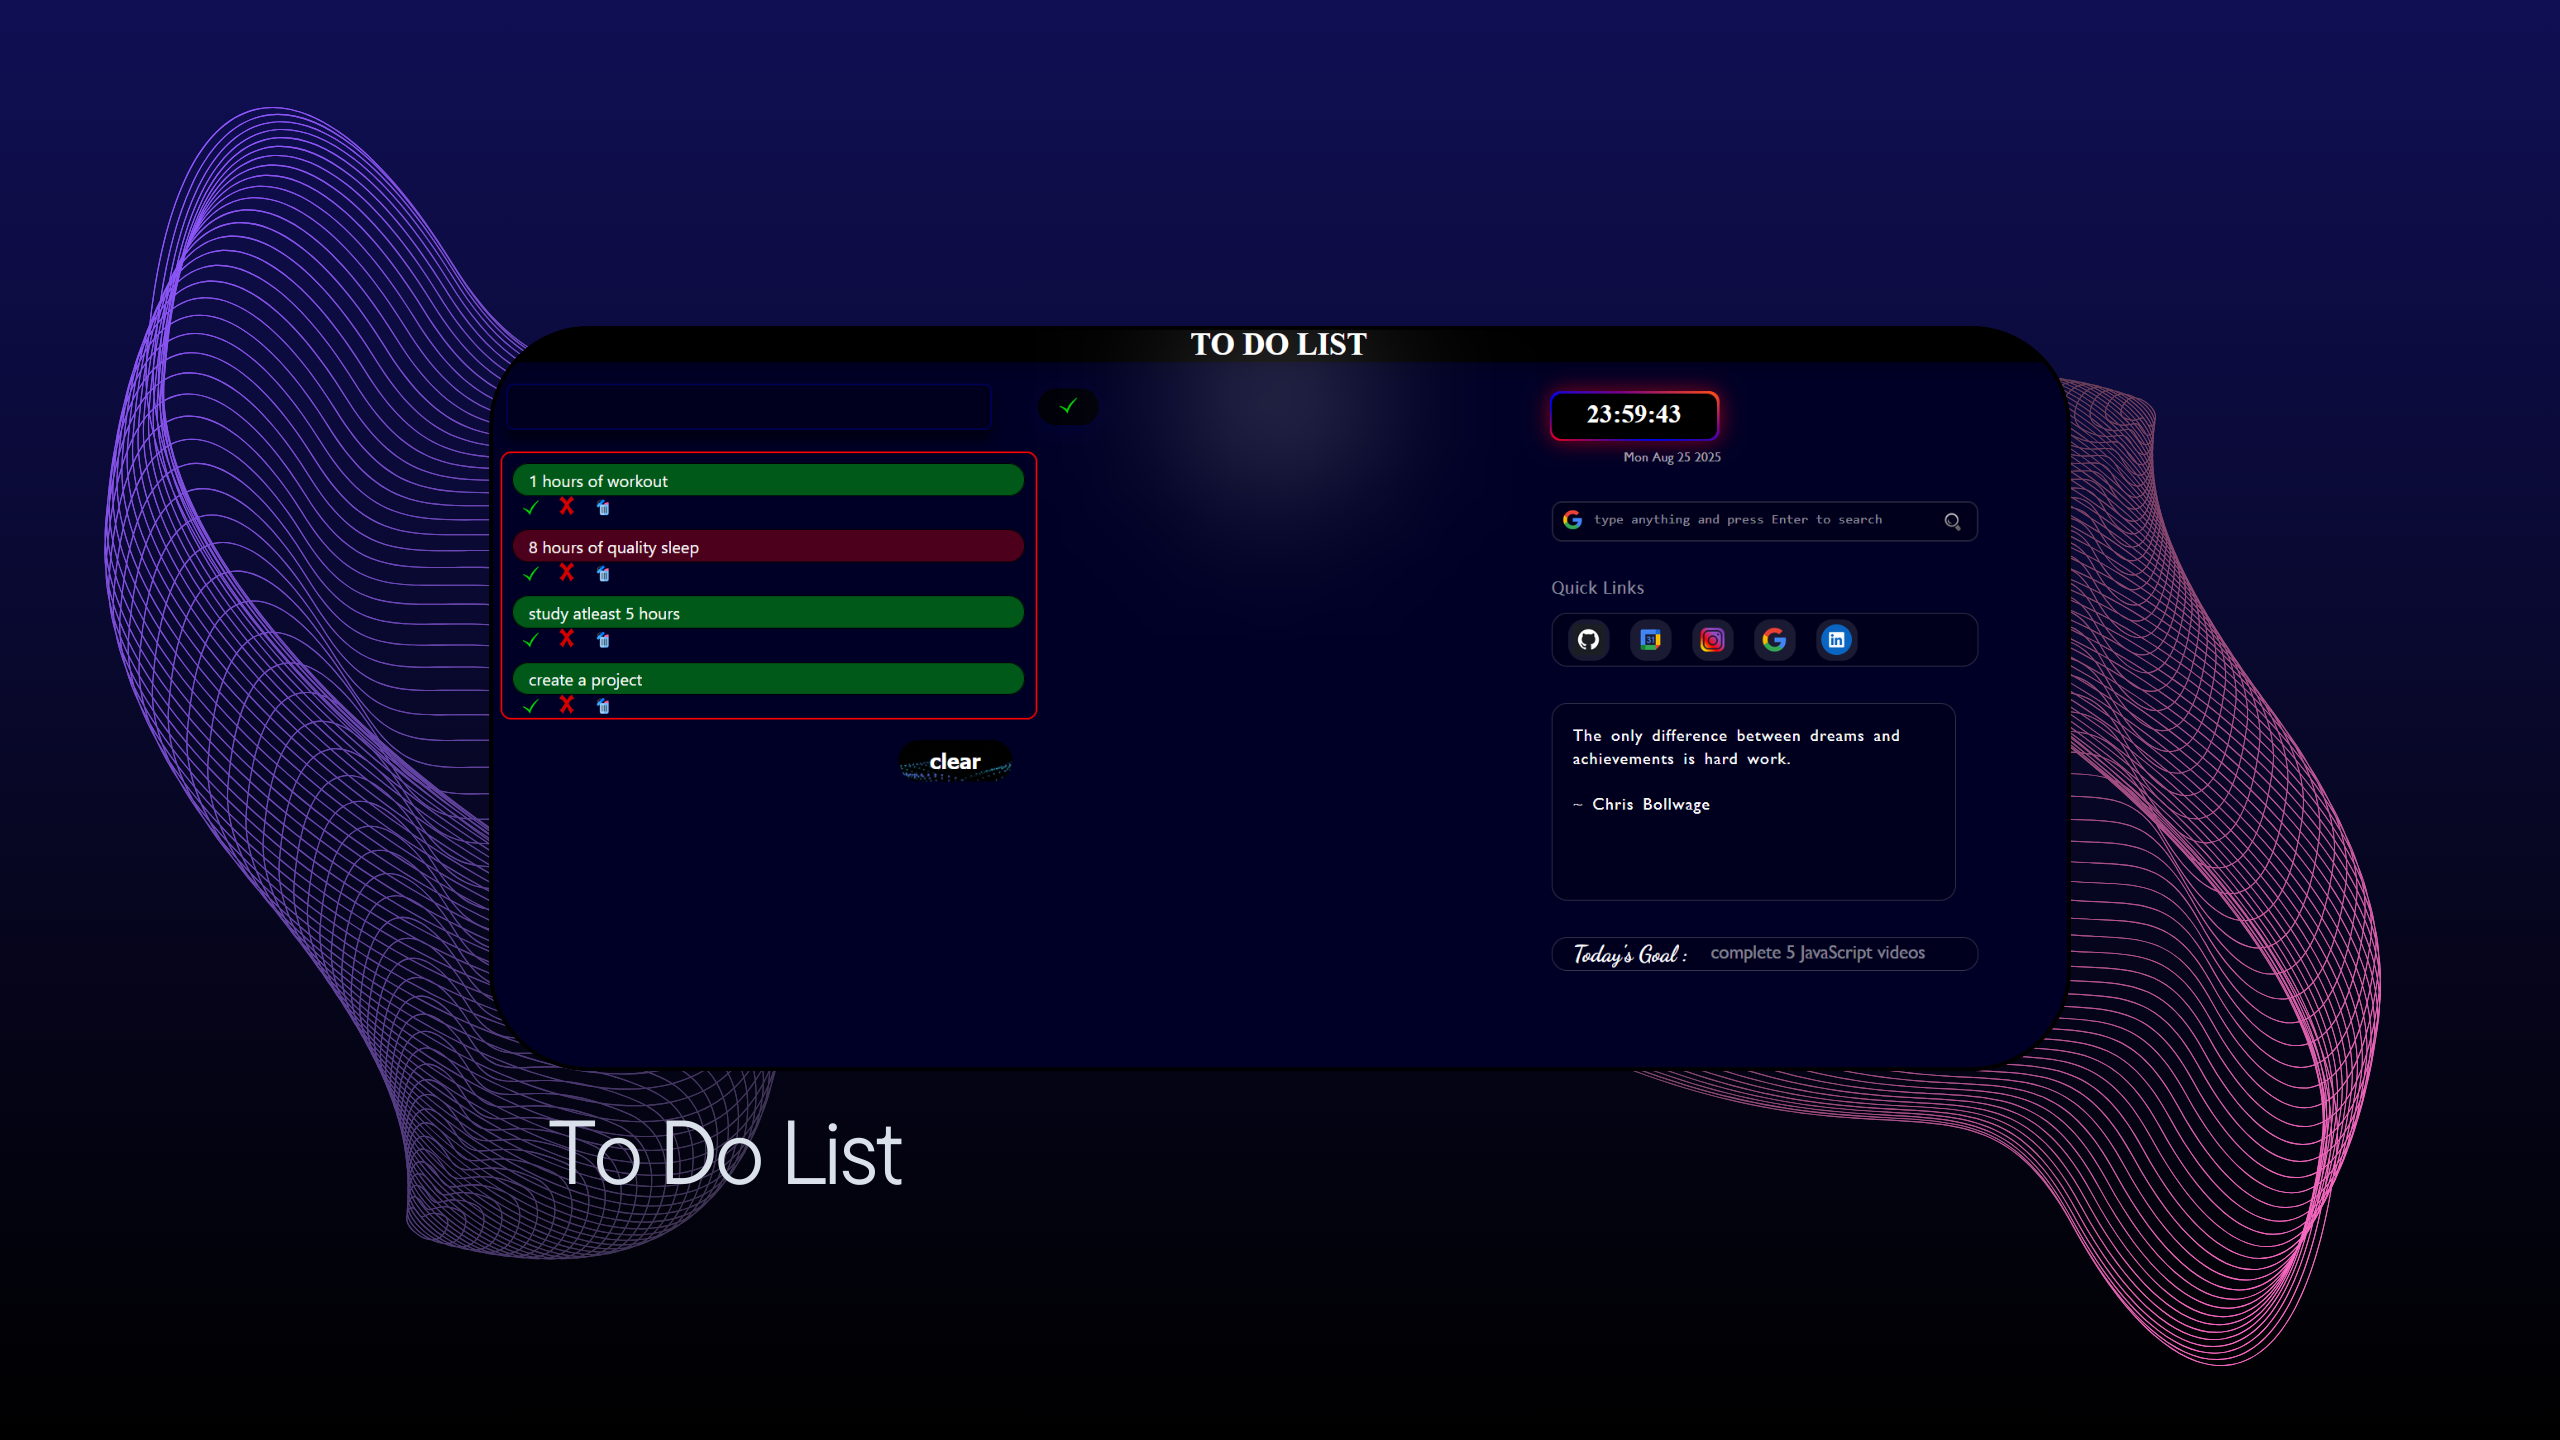 TO DO LIST
1 hours of workout
8 hours of quality sleep
study atleast 5 hours
create a project
clear
23:59:43
Mon Aug 25 2025
type anything and press Enter to search
Quick Links
31
The only difference between dreams and
achievements is hard work.
~ Chris Bollwage
Today's Goal : complete 5 JavaScript videos
To Do List